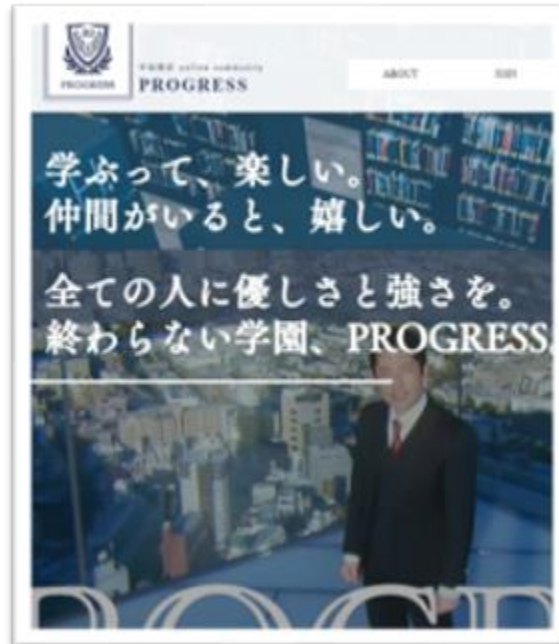 PROGRESS
online community
PROGRESS
ABOUT
学ぶって、楽しい。
仲間がいると、嬉しい。
全ての人に優しさと強さを。
終わらない学園、PROGRESS.